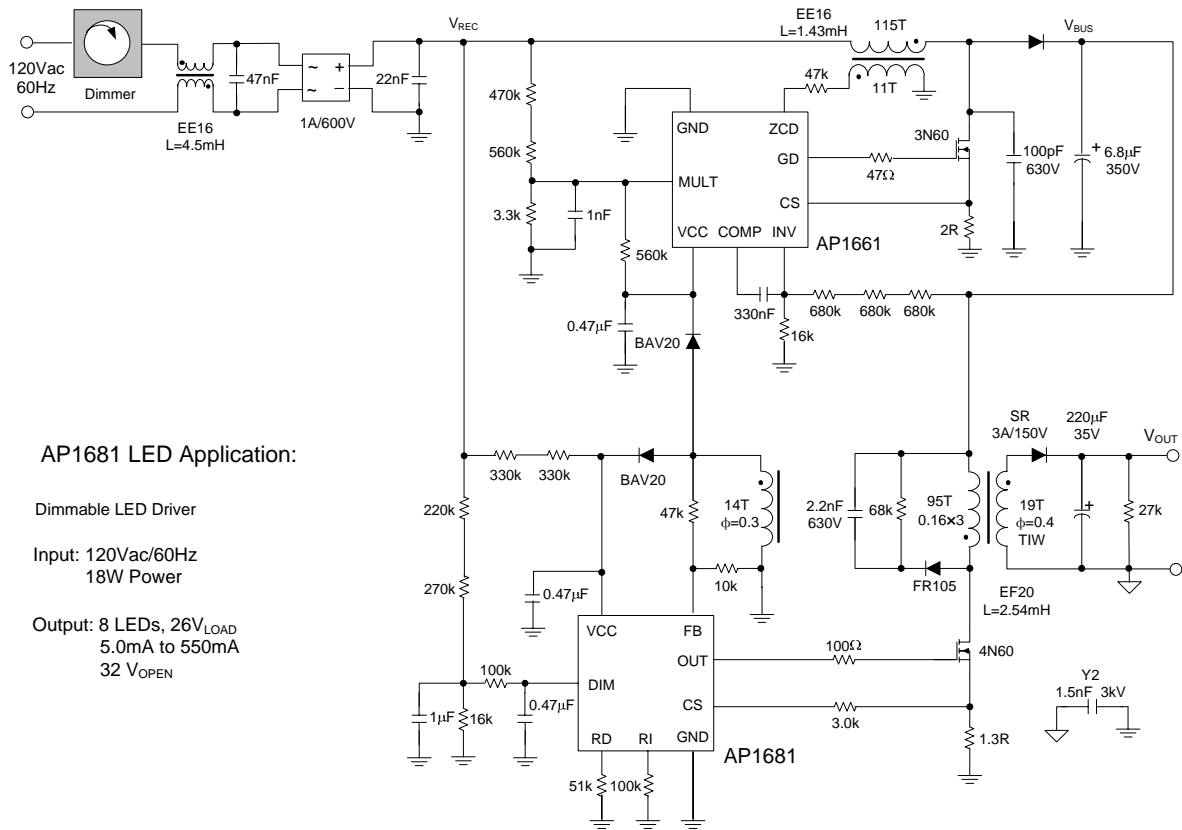 120Vac
60Hz
Dimmer
EE16
L=4.5mH
47nF
~ +
~ −
1A/600V
22nF
VREC
470k
560k
3.3k
1nF
560k
0.47µF
GND
ZCD
GD
MULT
CS
VCC COMP INV
AP1661
EE16
L=1.43mH
115T
11T
47k
47Ω
3N60
2R
100pF
630V
+ 6.8µF
350V
VBUS
330nF
680k 680k 680k
16k
BAV20
AP1681 LED Application:
Dimmable LED Driver
Input: 120Vac/60Hz
18W Power
Output: 8 LEDs, 26VLOAD
5.0mA to 550mA
32 VOPEN
330k 330k
BAV20
220k
270k
47k
14T
ϕ=0.3
10k
0.47µF
100k
1µF
16k
0.47µF
VCC
FB
OUT
DIM
CS
RD RI GND
AP1681
51k
100k
2.2nF
630V
68k
95T
0.16×3
FR105
19T
ϕ=0.4
TIW
EF20
L=2.54mH
SR
3A/150V
220µF
35V
+
VOUT
27k
100Ω
4N60
3.0k
1.3R
Y2
1.5nF 3kV